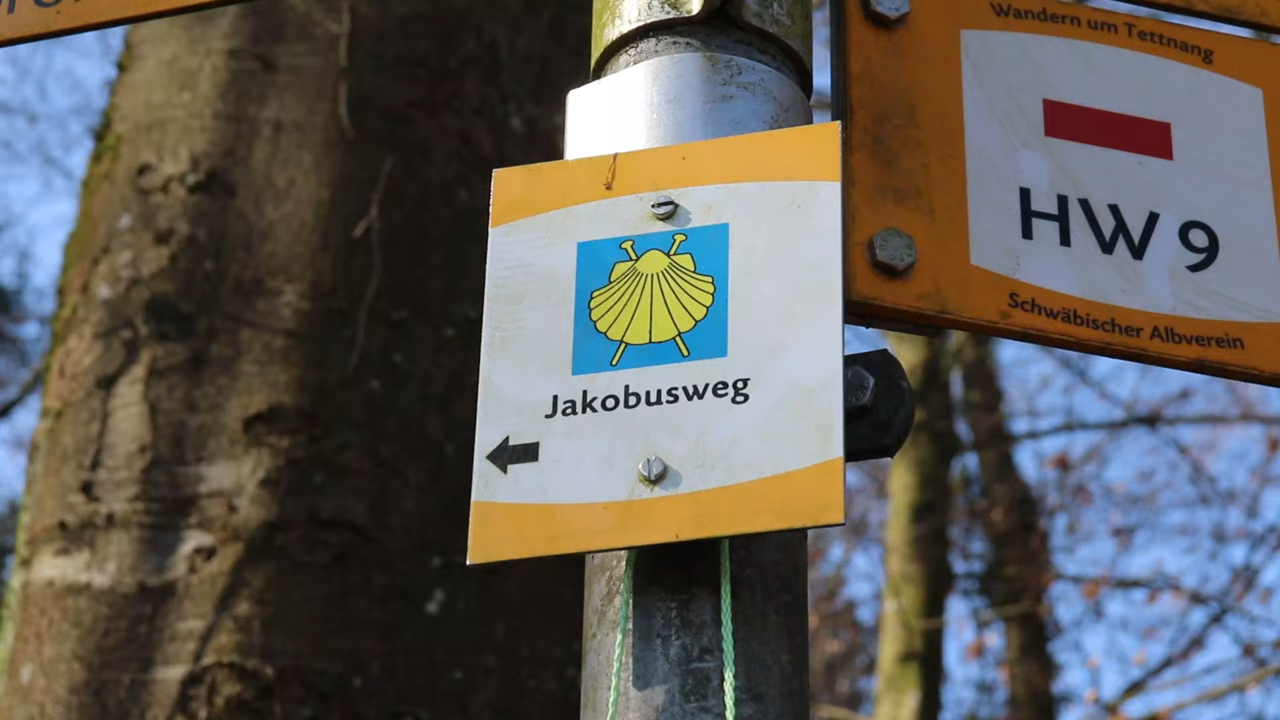 Wandern um Tettnang
HW 9
Schwäbischer Albverein
Jakobusweg